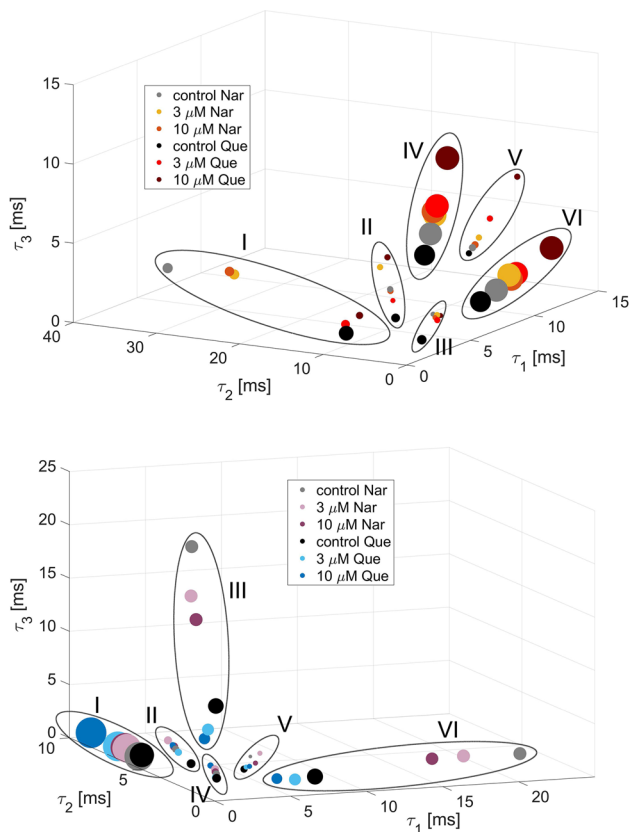 15
10
5
0
τ3 [ms]
control Nar
3 μM Nar
10 μM Nar
control Que
3 μM Que
10 μM Que
I
II
III
IV
V
VI
40
30
20
10
0
τ2 [ms]
0
5
10
15
τ1 [ms]
25
20
15
10
5
0
τ3 [ms]
control Nar
3 μM Nar
10 μM Nar
control Que
3 μM Que
10 μM Que
I
II
III
IV
V
VI
10
5
0
τ2 [ms]
0
5
10
15
20
τ1 [ms]